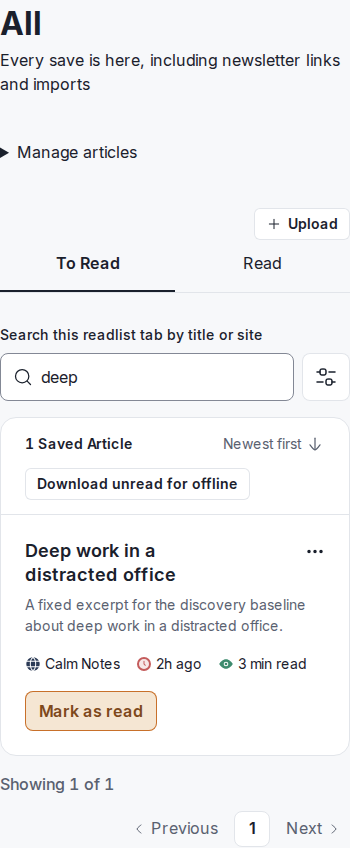 All
Every save is here, including newsletter links
and imports
Manage articles
Upload
To Read
Read
Search this readlist tab by title or site
deep
1 Saved Article
Newest first
Download unread for offline
Deep work in a
distracted office
A fixed excerpt for the discovery baseline
about deep work in a distracted office.
Calm Notes
2h ago
3 min read
Mark as read
Showing 1 of 1
Previous
1
Next